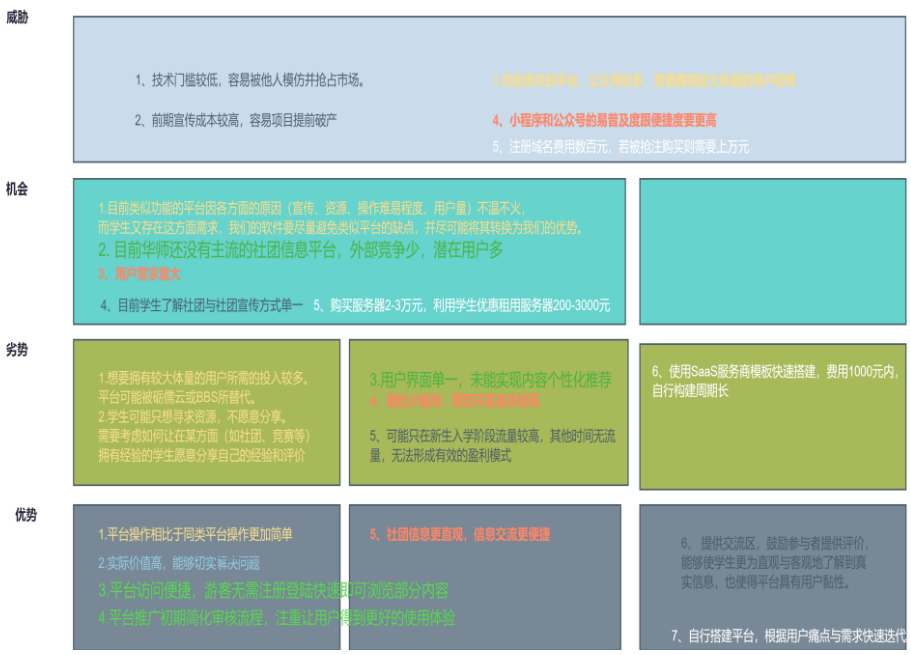 威胁
1、技术门槛较低，容易被他人模仿并抢占市场。
2、前期宣传成本较高，容易项目提前破产
4、小程序和公众号的易普及度跟便捷度要更高
5、注册域名费用数百元，若被抢注购买则需要上万元
机会
1.目前类似功能的平台因各方面的原因（宣传、资源、操作难易程度、用户量）不温不火，
而学生又存在这方面需求，我们的软件要尽量避免类似平台的缺点，并尽可能将其转换为我们的优势。
2. 目前华师还没有主流的社团信息平台，外部竞争少，潜在用户多
3、用户需求量大
4、目前学生了解社团与社团宣传方式单一
5、购买服务器2-3万元，利用学生优惠租用服务器200-3000元
劣势
1.想要拥有较大体量的用户所需的投入较多。
平台可能被砺儒云或BBS所替代。
2.学生可能只想寻求资源，不愿意分享。
需要考虑如何让在某方面（如社团、竞赛等）
拥有经验的学生愿意分享自己的经验和评价
3.用户界面单一，未能实现内容个性化推荐
5、可能只在新生入学阶段流量较高，其他时间无流
量，无法形成有效的盈利模式
6、使用SaaS服务商模板快速搭建，费用1000元内，
自行构建周期长
优势
1.平台操作相比于同类平台操作更加简单
2.实际价值高，能够切实解决问题
3.平台访问便捷，游客无需注册登陆快速即可浏览部分内容
4.平台推广初期简化审核流程，注重让用户得到更好的使用体验
5、社团信息更直观，信息交流更便捷
6、 提供交流区，鼓励参与者提供评价，
能够使学生更为直观与客观地了解到真
实信息，也使得平台具有用户黏性。
7、自行搭建平台，根据用户痛点与需求快速迭代